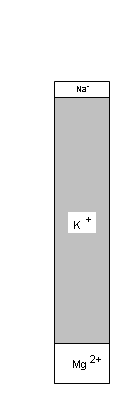 Na⁻
K ⁺
Mg ²⁺